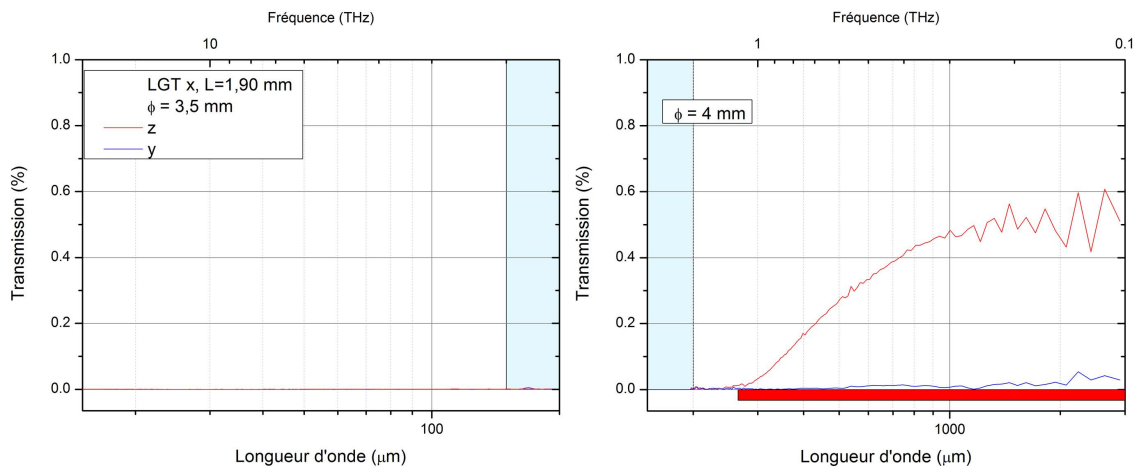 Fréquence (THz)
10
1.0
0.8
0.6
0.4
0.2
0.0
Transmission (%)
LGT x, L=1,90 mm
ϕ = 3,5 mm
z
y
100
Longueur d'onde (μm)
Fréquence (THz)
1
0.1
1.0
0.8
0.6
0.4
0.2
0.0
Transmission (%)
ϕ = 4 mm
1000
Longueur d'onde (μm)